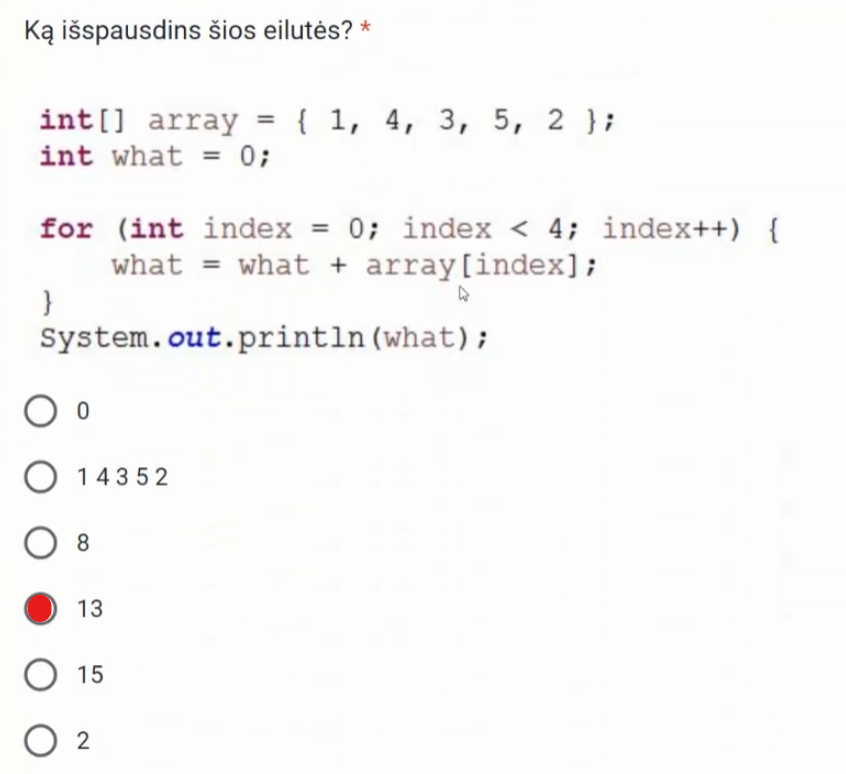 Ką išspausdins šios eilutės? *
int[] array = { 1, 4, 3, 5, 2 };
int what = 0;
for (int index = 0; index < 4; index++) {
    what = what + array[index];
}
System.out.println(what);
0
1 4 3 5 2
8
13
15
2